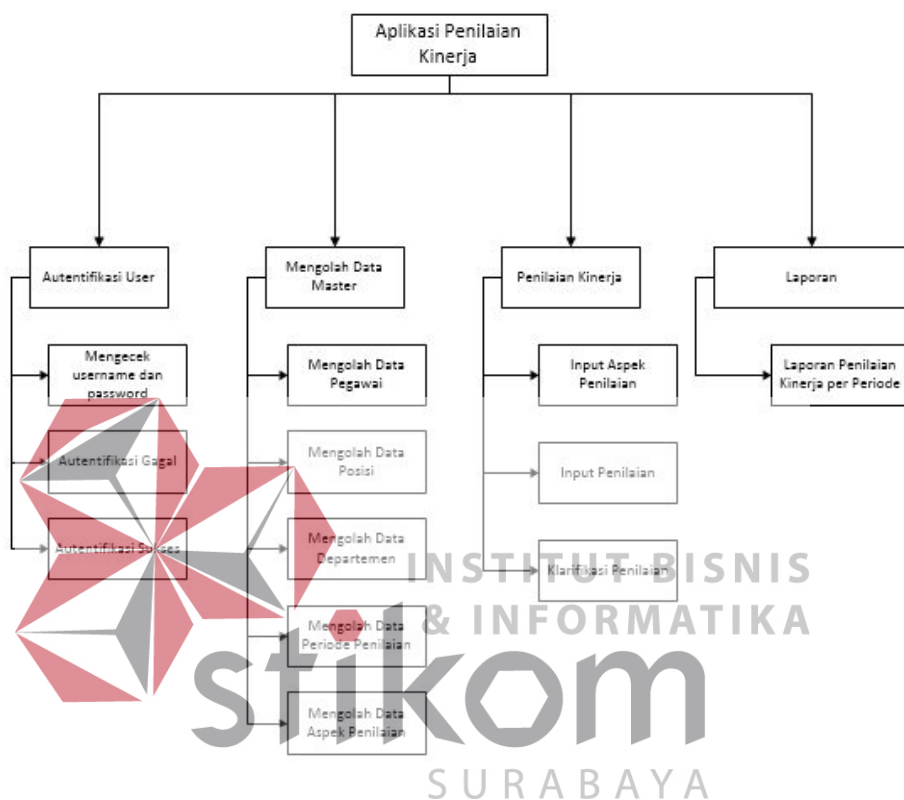 Aplikasi Penilaian
Kinerja
Autentifikasi User
Mengecek
username dan
password
Autentifikasi Gagal
Autentifikasi Sukses
Mengolah Data
Master
Mengolah Data
Pegawai
Mengolah Data
Posisi
Mengolah Data
Departemen
Mengolah Data
Periode Penilaian
Mengolah Data
Aspek Penilaian
Penilaian Kinerja
Input Aspek
Penilaian
Input Penilaian
Klarifikasi Penilaian
Laporan
Laporan Penilaian
Kinerja per Periode
INSTITUT BISNIS
& INFORMATIKA
stikom
SURABAYA